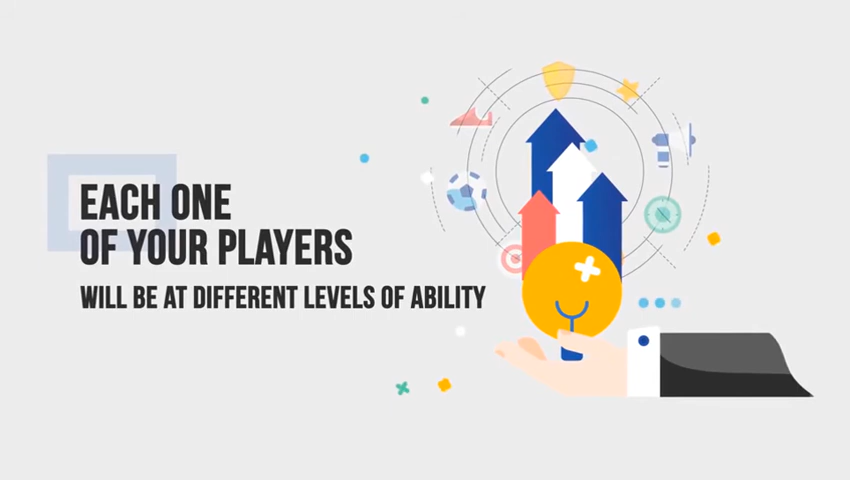 EACH ONE
OF YOUR PLAYERS
WILL BE AT DIFFERENT LEVELS OF ABILITY